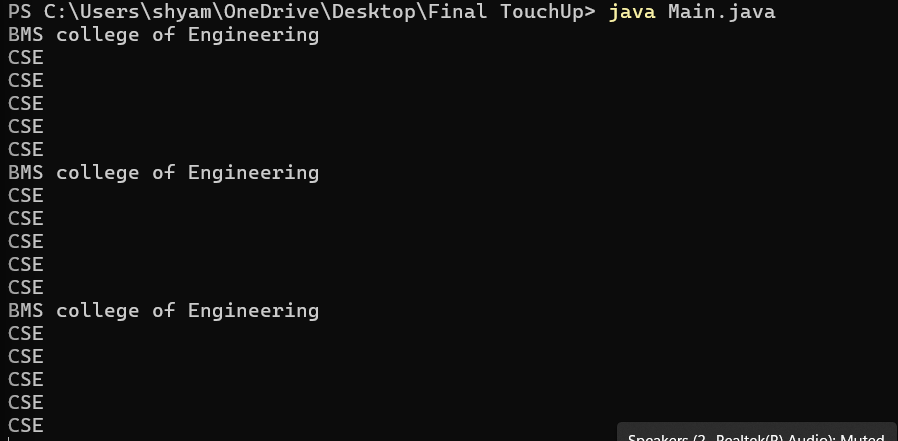 PS C:\Users\shyam\OneDrive\Desktop\Final TouchUp> java Main.java
BMS college of Engineering
CSE
CSE
CSE
CSE
CSE
BMS college of Engineering
CSE
CSE
CSE
CSE
CSE
BMS college of Engineering
CSE
CSE
CSE
CSE
CSE
Speakers (2- Realtek(R) Audio): Muted